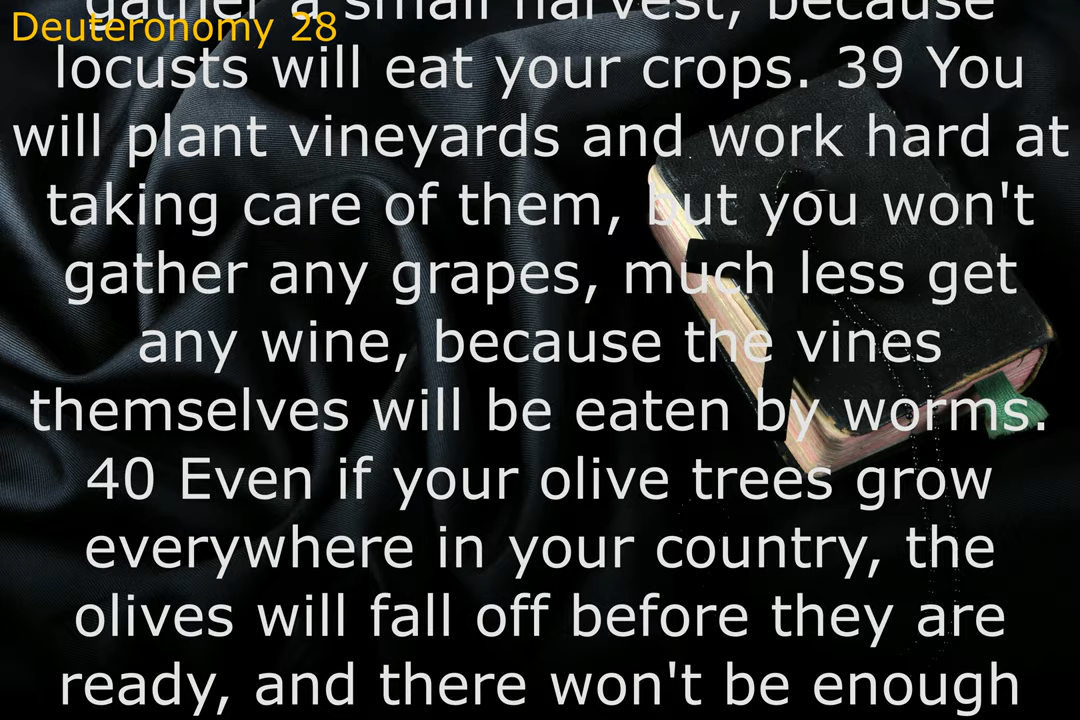 gather a small harvest, because
Deuteronomy 28
locusts will eat your crops. 39 You
will plant vineyards and work hard at
taking care of them, but you won't
gather any grapes, much less get
any wine, because the vines
themselves will be eaten by worms.
40 Even if your olive trees grow
everywhere in your country, the
olives will fall off before they are
ready, and there won't be enough